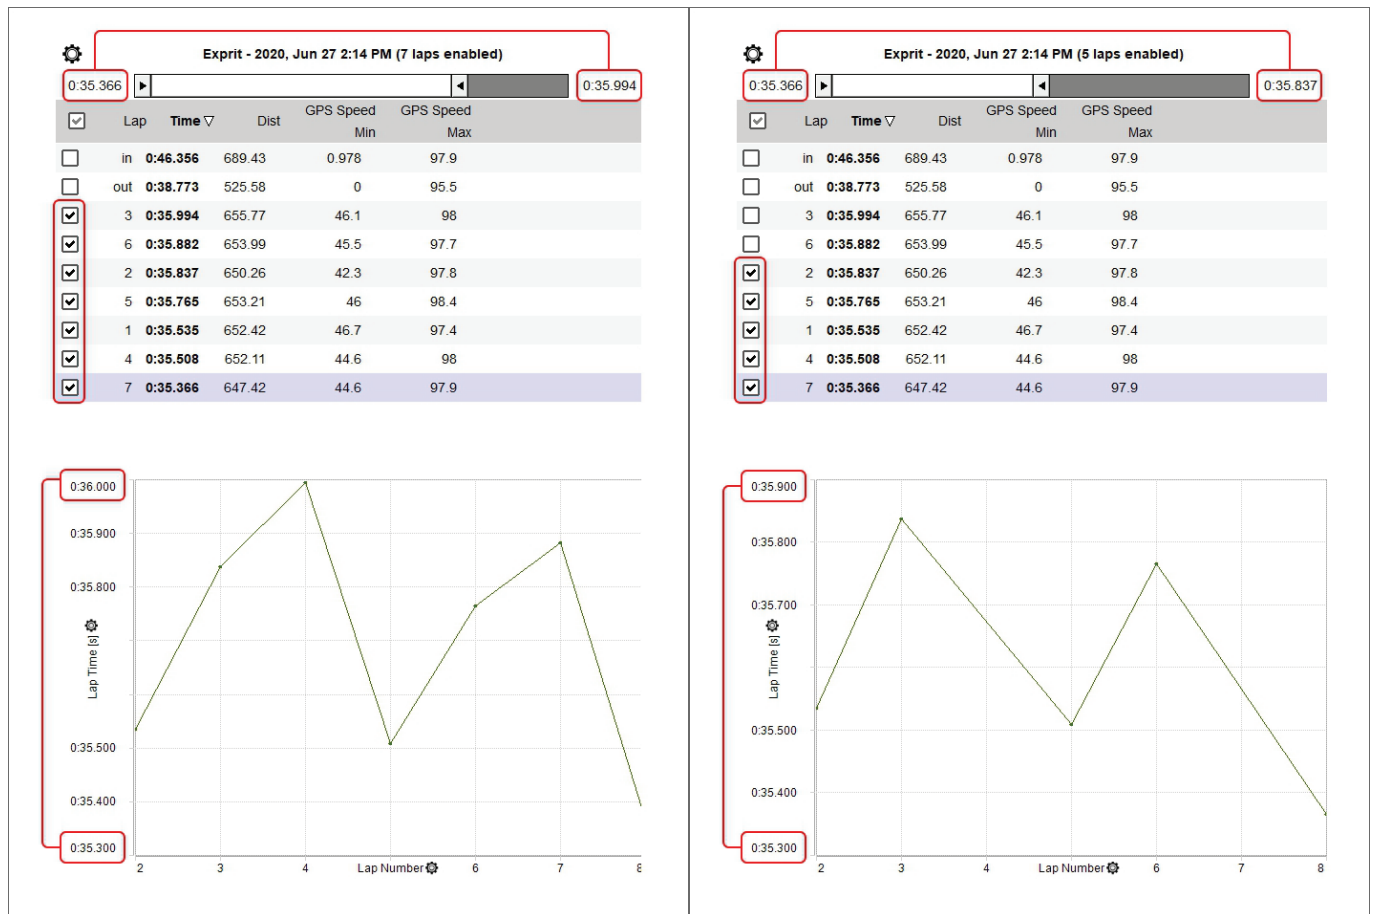 Exprit - 2020, Jun 27 2:14 PM (7 laps enabled)
0:35.366 0:35.994
Lap Time Dist GPS Speed Min GPS Speed Max
in 0:46.356 689.43 0.978 97.9
out 0:38.773 525.58 0 95.5
3 0:35.994 655.77 46.1 98
6 0:35.882 653.99 45.5 97.7
2 0:35.837 650.26 42.3 97.8
5 0:35.765 653.21 46 98.4
1 0:35.535 652.42 46.7 97.4
4 0:35.508 652.11 44.6 98
7 0:35.366 647.42 44.6 97.9
0:36.000
0:35.900
0:35.800
Lap Time [s]
0:35.500
0:35.400
0:35.300
2 3 4 Lap Number 6 7 8
Exprit - 2020, Jun 27 2:14 PM (5 laps enabled)
0:35.366 0:35.837
Lap Time Dist GPS Speed Min GPS Speed Max
in 0:46.356 689.43 0.978 97.9
out 0:38.773 525.58 0 95.5
3 0:35.994 655.77 46.1 98
6 0:35.882 653.99 45.5 97.7
2 0:35.837 650.26 42.3 97.8
5 0:35.765 653.21 46 98.4
1 0:35.535 652.42 46.7 97.4
4 0:35.508 652.11 44.6 98
7 0:35.366 647.42 44.6 97.9
0:35.900
0:35.800
0:35.700
Lap Time [s]
0:35.500
0:35.400
0:35.300
2 3 4 Lap Number 6 7 8